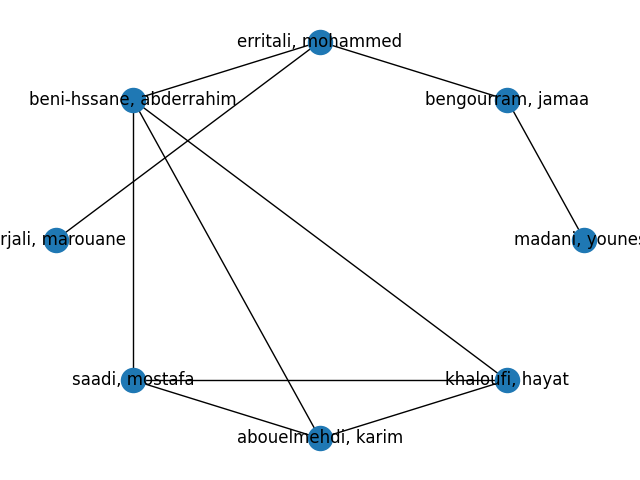 erritali, mohammed
beni-hssane, abderrahim
bengourram, jamaa
rjali, marouane
madani, younes
saadi, mostafa
khaloufi, hayat
abouelmehdi, karim